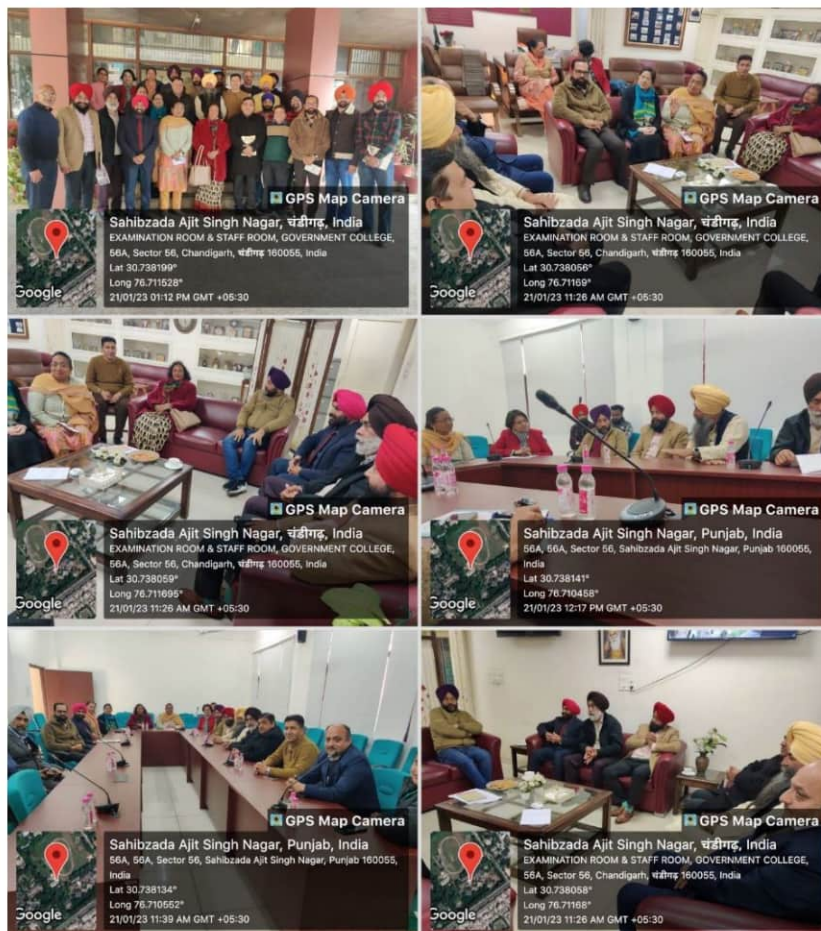 GPS Map Camera
Sahibzada Ajit Singh Nagar, चंडीगढ़, India
EXAMINATION ROOM & STAFF ROOM, GOVERNMENT COLLEGE,
56A, Sector 56, Chandigarh, चंडीगढ़ 160055, India
Lat 30.738199°
Long 76.711528°
21/01/23 01:12 PM GMT +05:30
Google
GPS Map Camera
Sahibzada Ajit Singh Nagar, चंडीगढ़, India
EXAMINATION ROOM & STAFF ROOM, GOVERNMENT COLLEGE,
56A, Sector 56, Chandigarh, चंडीगढ़ 160055, India
Lat 30.738056°
Long 76.71169°
21/01/23 11:26 AM GMT +05:30
Google
GPS Map Camera
Sahibzada Ajit Singh Nagar, चंडीगढ़, India
EXAMINATION ROOM & STAFF ROOM, GOVERNMENT COLLEGE,
56A, Sector 56, Chandigarh, चंडीगढ़ 160055, India
Lat 30.738059°
Long 76.711695°
21/01/23 11:26 AM GMT +05:30
Google
GPS Map Camera
Sahibzada Ajit Singh Nagar, Punjab, India
56A, 56A, Sector 56, Sahibzada Ajit Singh Nagar, Punjab 160055,
India
Lat 30.738141°
Long 76.710458°
21/01/23 12:17 PM GMT +05:30
Google
GPS Map Camera
Sahibzada Ajit Singh Nagar, Punjab, India
56A, 56A, Sector 56, Sahibzada Ajit Singh Nagar, Punjab 160055,
India
Lat 30.738134°
Long 76.710552°
21/01/23 11:39 AM GMT +05:30
Google
GPS Map Camera
Sahibzada Ajit Singh Nagar, चंडीगढ़, India
EXAMINATION ROOM & STAFF ROOM, GOVERNMENT COLLEGE,
56A, Sector 56, Chandigarh, चंडीगढ़ 160055, India
Lat 30.738058°
Long 76.71168°
21/01/23 11:26 AM GMT +05:30
Google